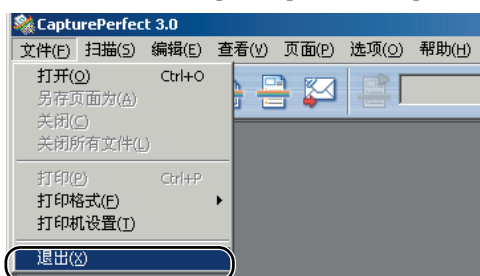 CapturePerfect 3.0
文件(F) 扫描(S) 编辑(E) 查看(V) 页面(P) 选项(O) 帮助(H)
打开(O) Ctrl+O
另存页面为(A)
关闭(C)
关闭所有文件(L)
打印(P) Ctrl+P
打印格式(F)
打印机设置(T)
退出(X)